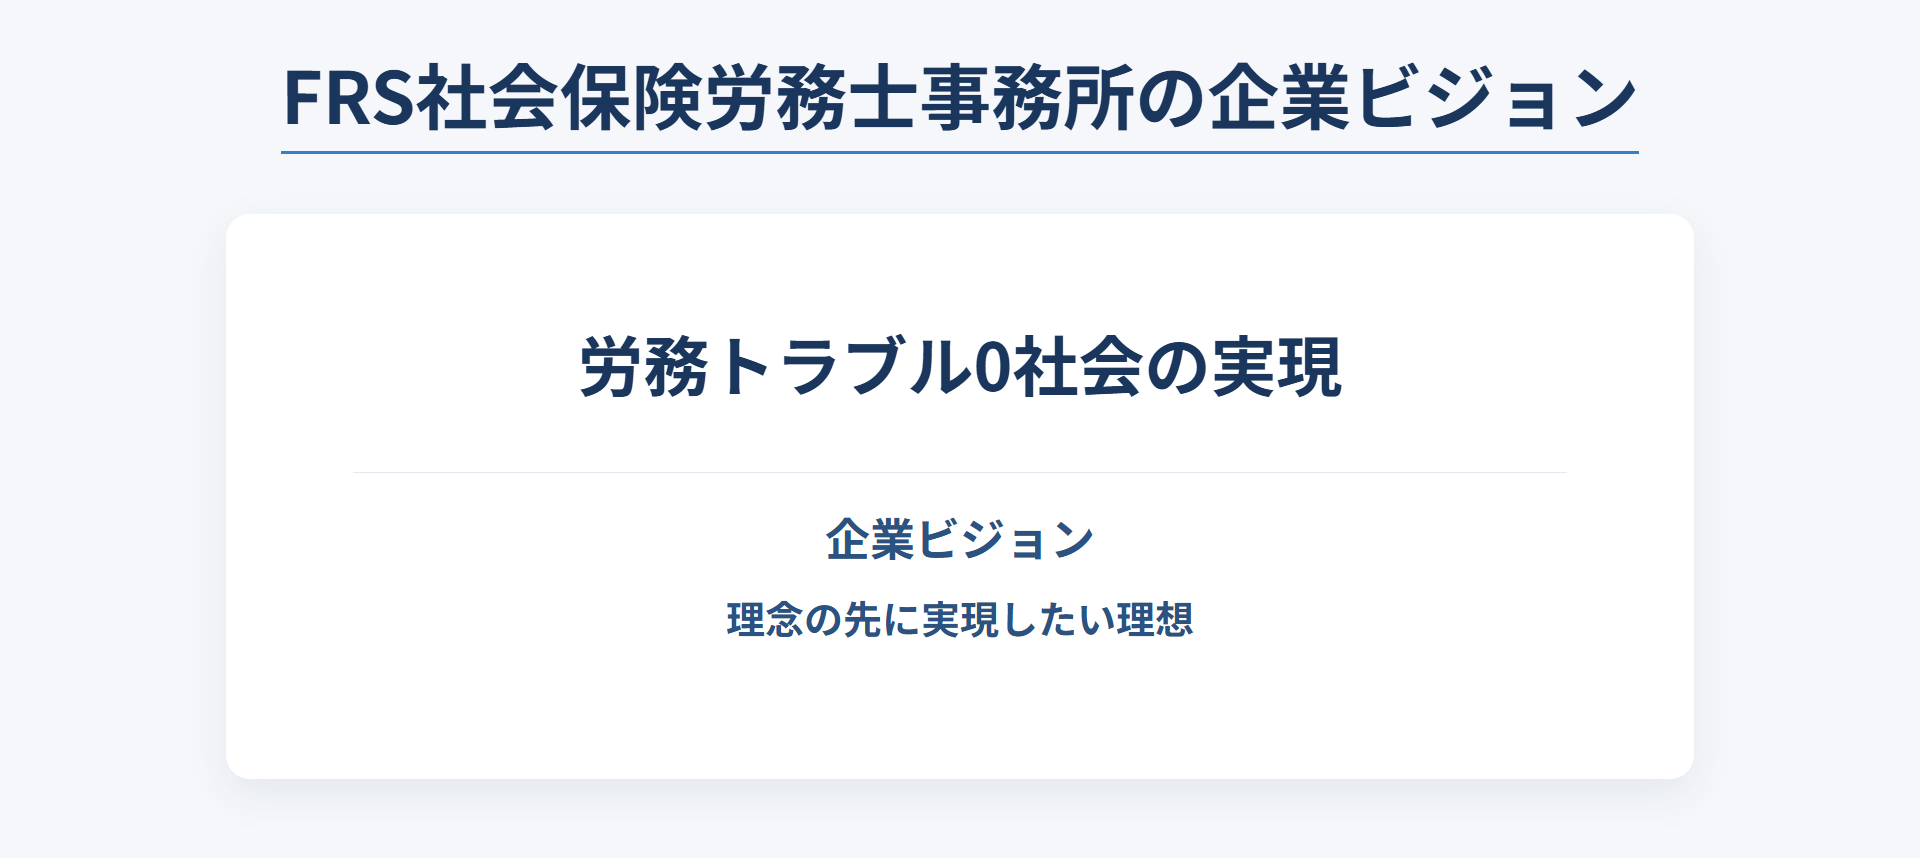 FRS社会保険労務士事務所の企業ビジョン
労務トラブル0社会の実現
企業ビジョン
理念の先に実現したい理想